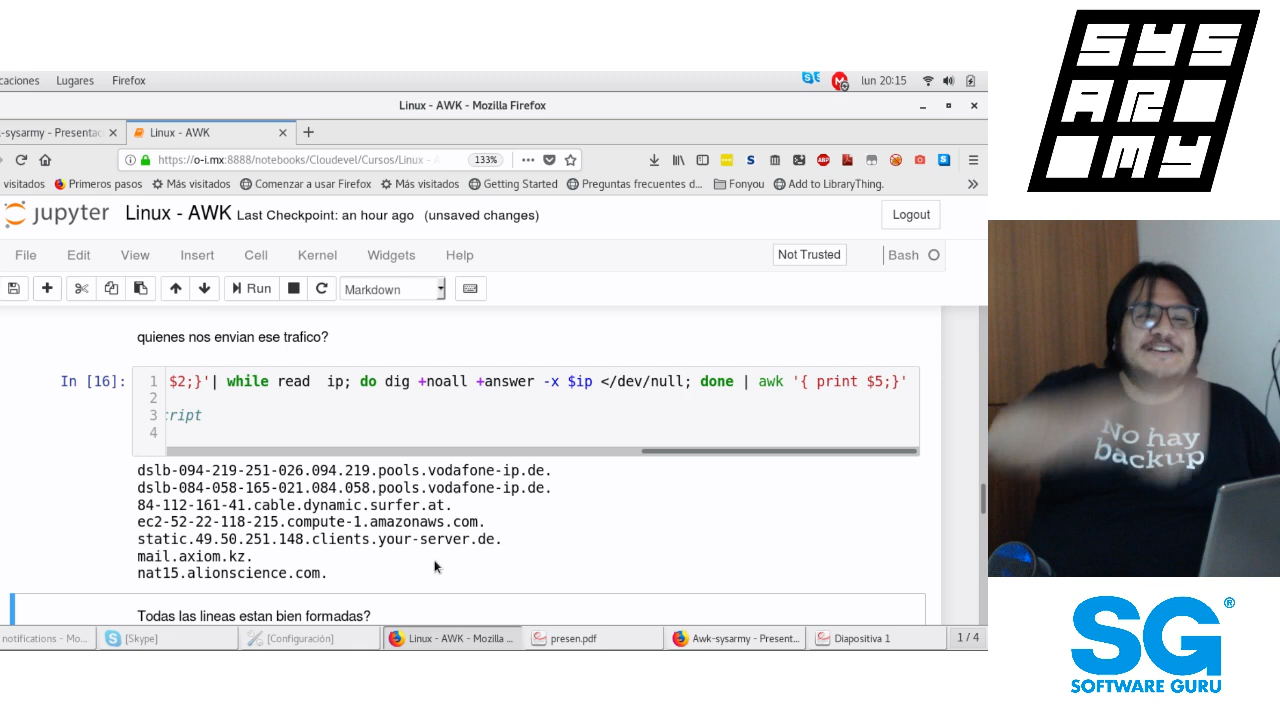 caciones Lugares Firefox lun 20:15
Linux - AWK - Mozilla Firefox
-sysarmy - Presentac Linux - AWK
https://o-i.mx:8888/notebooks/Cloudevel/Cursos/Linux - A 133%
visitados Primeros pasos Más visitados Comenzar a usar Firefox Más visitados Getting Started Preguntas frecuentes d... Fonyou Add to LibraryThing.
jupyter Linux - AWK Last Checkpoint: an hour ago (unsaved changes) Logout
File Edit View Insert Cell Kernel Widgets Help Not Trusted Bash
Run Markdown
quienes nos envian ese trafico?
In [16]: 1 $2;}'| while read ip; do dig +noall +answer -x $ip </dev/null; done | awk '{ print $5;}'
2
3 ript
4
dslb-094-219-251-026.094.219.pools.vodafone-ip.de.
dslb-084-058-165-021.084.058.pools.vodafone-ip.de.
84-112-161-41.cable.dynamic.surfer.at.
ec2-52-22-118-215.compute-1.amazonaws.com.
static.49.50.251.148.clients.your-server.de.
mail.axiom.kz.
nat15.alionscience.com.
Todas las lineas estan bien formadas?
notifications - Mo... [Skype] [Configuración] Linux - AWK - Mozilla ... presen.pdf Awk-sysarmy - Present... Diapositiva 1 1 / 4
SYS
AR
MY
No hay
backup
SG®
SOFTWARE GURU